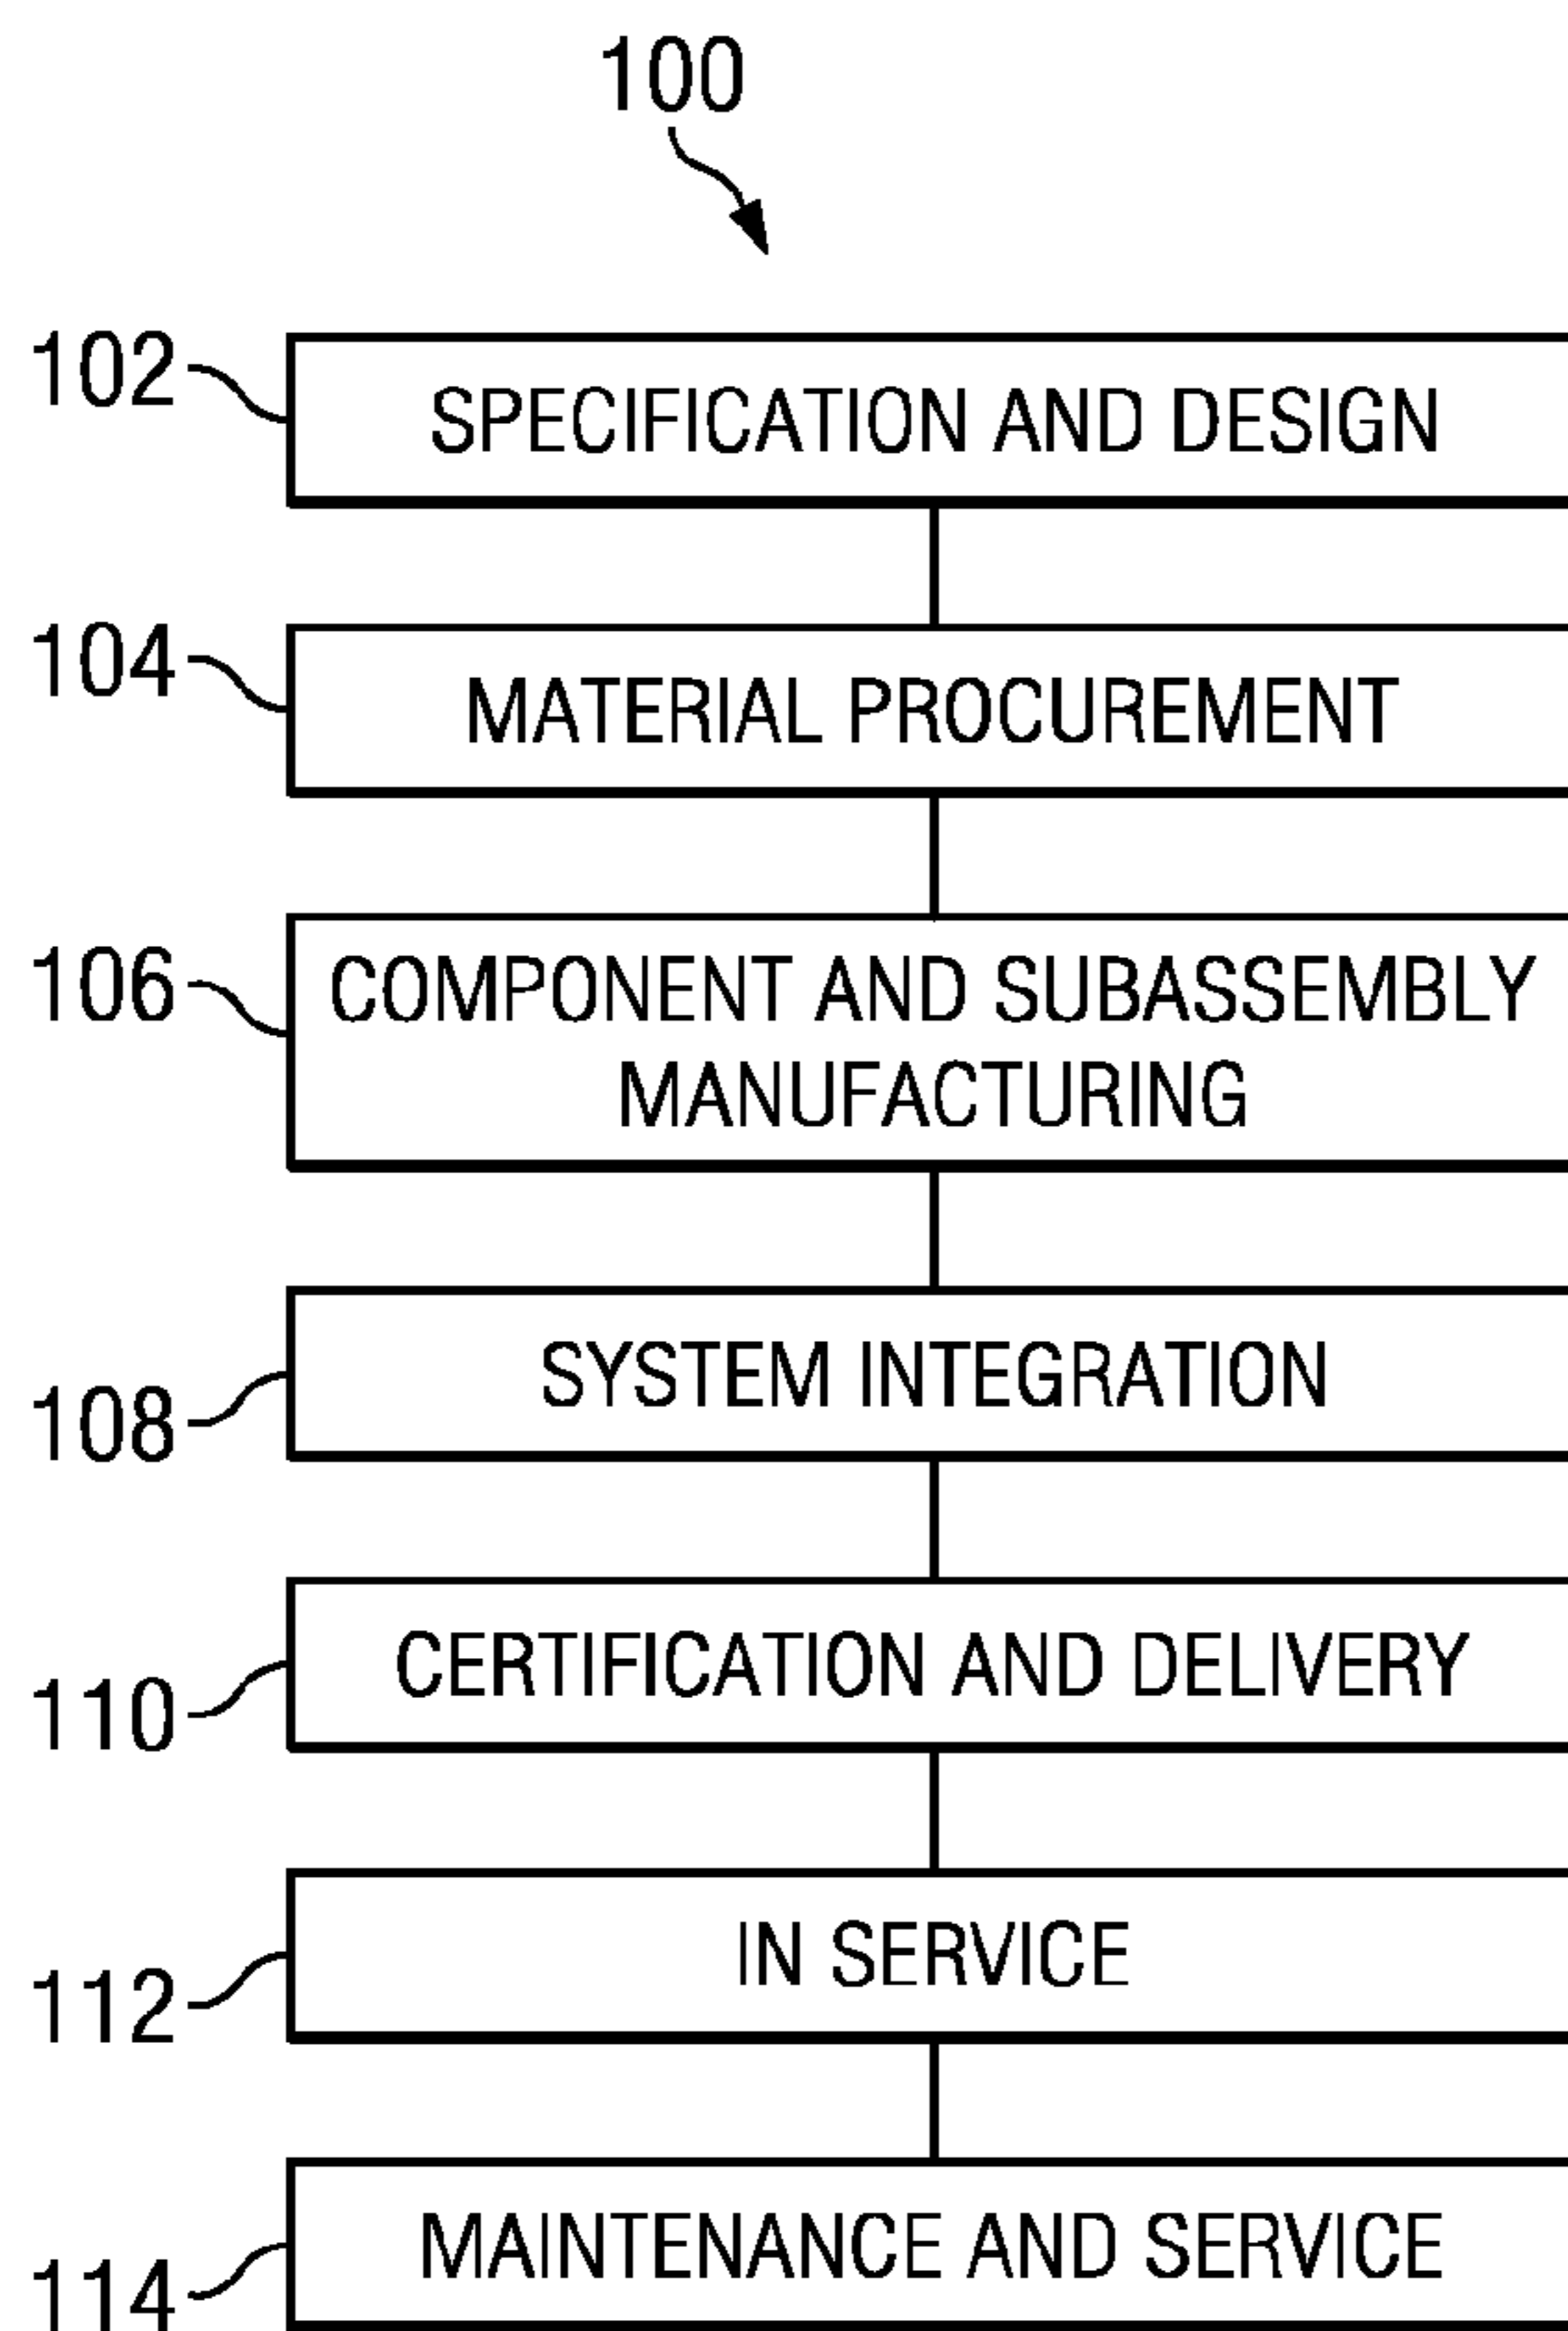 100
102
SPECIFICATION AND DESIGN
104
MATERIAL PROCUREMENT
106
COMPONENT AND SUBASSEMBLY
MANUFACTURING
108
SYSTEM INTEGRATION
110
CERTIFICATION AND DELIVERY
112
IN SERVICE
114
MAINTENANCE AND SERVICE